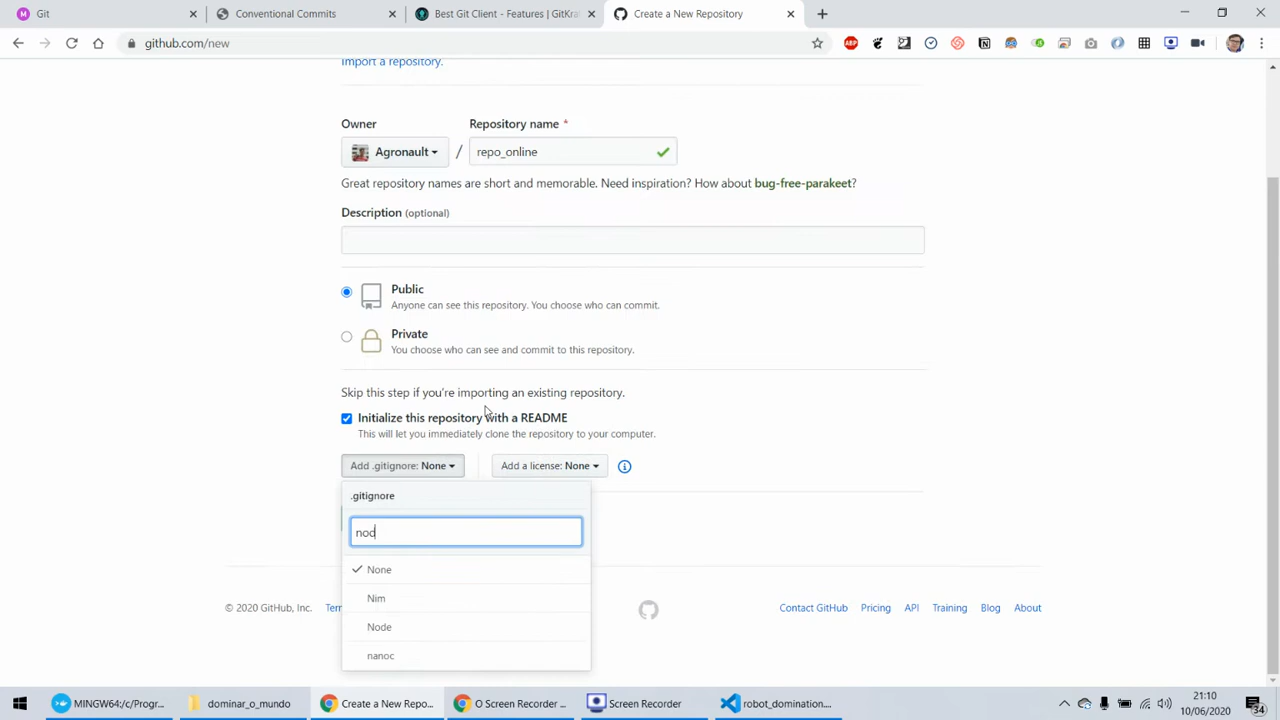 Git
Conventional Commits
Best Git Client - Features | GitKra
Create a New Repository
github.com/new
ABP
Import a repository.
Owner
Repository name *
Agronault
/
repo_online
Great repository names are short and memorable. Need inspiration? How about bug-free-parakeet?
Description (optional)
Public
Anyone can see this repository. You choose who can commit.
Private
You choose who can see and commit to this repository.
Skip this step if you're importing an existing repository.
Initialize this repository with a README
This will let you immediately clone the repository to your computer.
Add .gitignore: None
Add a license: None
.gitignore
nod
None
Nim
Node
nanoc
© 2020 GitHub, Inc.
Contact GitHub
Pricing
API
Training
Blog
About
MINGW64:/c/Progr...
dominar_o_mundo
Create a New Repo...
O Screen Recorder ...
Screen Recorder
robot_domination....
21:10
10/06/2020
34